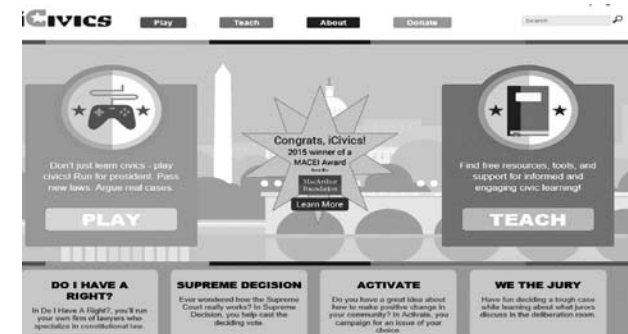 iCIVICS
Play
Teach
About
Donate
Search
Don't just learn civics - play
civics! Run for president. Pass
new laws. Argue real cases.
PLAY
Congrats, iCivics!
2015 winner of a
MACEI Award
from the
MacArthur
Foundation
Learn More
Find free resources, tools, and
support for informed and
engaging civic learning!
TEACH
DO I HAVE A
RIGHT?
In Do I Have A Right?, you'll run
your own firm of lawyers who
specialize in constitutional law.
SUPREME DECISION
Ever wondered how the Supreme
Court really works? In Supreme
Decision, you help cast the
deciding vote.
ACTIVATE
Do you have a great idea about
how to make positive change in
your community? In Activate, you
campaign for an issue of your
choice.
WE THE JURY
Have fun deciding a tough case
while learning about what jurors
discuss in the deliberation room.